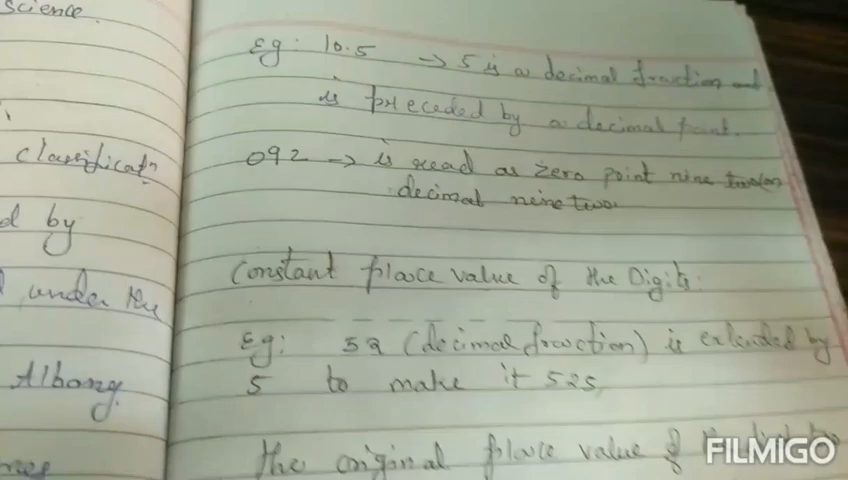 science.
classificatn
d by
under the
Albany.
Eg: 10.5 → 5 is a decimal fraction and
is preceded by a decimal point.
092 → is read as zero point nine two (or
decimal nine two.
Constant place value of the Digits:
Eg: 52 (decimal fraction) is extended by
5 to make it 525,
the original place value of the
FILMIGO